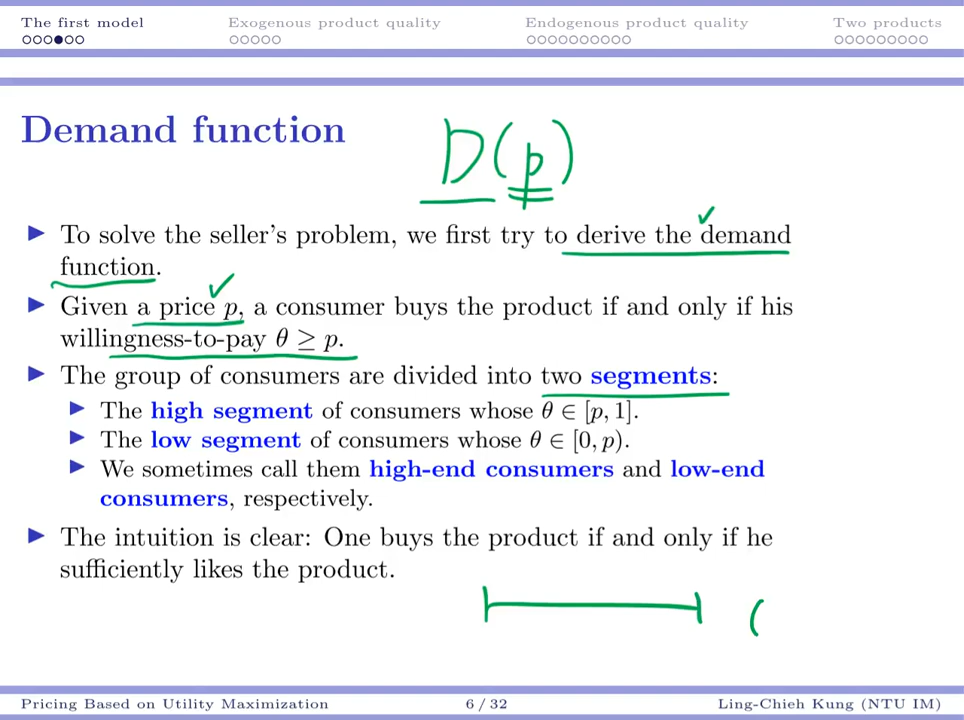 The first model Exogenous product quality Endogenous product quality Two products
Demand function
D(p)
▶ To solve the seller's problem, we first try to derive the demand
function.
▶ Given a price p, a consumer buys the product if and only if his
willingness-to-pay θ ≥ p.
▶ The group of consumers are divided into two segments:
▶ The high segment of consumers whose θ ∈ [p, 1].
▶ The low segment of consumers whose θ ∈ [0, p).
▶ We sometimes call them high-end consumers and low-end
consumers, respectively.
▶ The intuition is clear: One buys the product if and only if he
sufficiently likes the product.
(
Pricing Based on Utility Maximization 6 / 32 Ling-Chieh Kung (NTU IM)